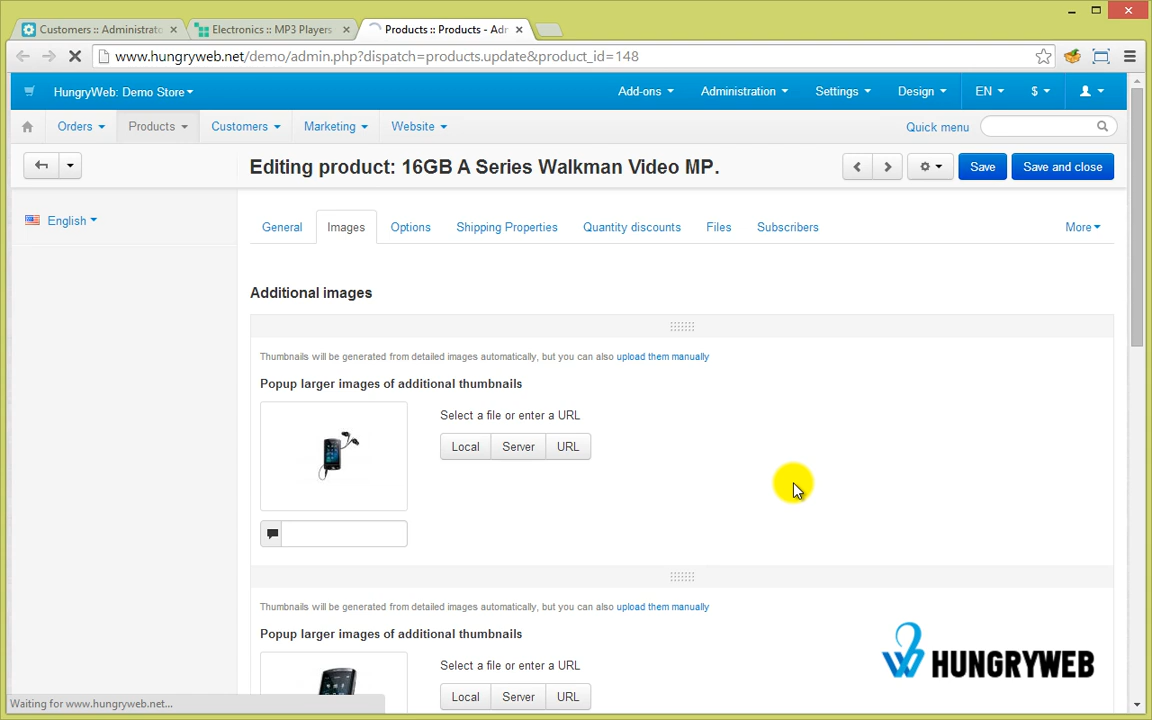 Customers :: Administrato
Electronics :: MP3 Players
Products :: Products - Adm
www.hungryweb.net/demo/admin.php?dispatch=products.update&product_id=148
HungryWeb: Demo Store
Add-ons
Administration
Settings
Design
EN
$
Orders
Products
Customers
Marketing
Website
Quick menu
Editing product: 16GB A Series Walkman Video MP.
Save
Save and close
English
General
Images
Options
Shipping Properties
Quantity discounts
Files
Subscribers
More
Additional images
Thumbnails will be generated from detailed images automatically, but you can also upload them manually
Popup larger images of additional thumbnails
Select a file or enter a URL
Local
Server
URL
Thumbnails will be generated from detailed images automatically, but you can also upload them manually
Popup larger images of additional thumbnails
Select a file or enter a URL
Local
Server
URL
HUNGRYWEB
Waiting for www.hungryweb.net...